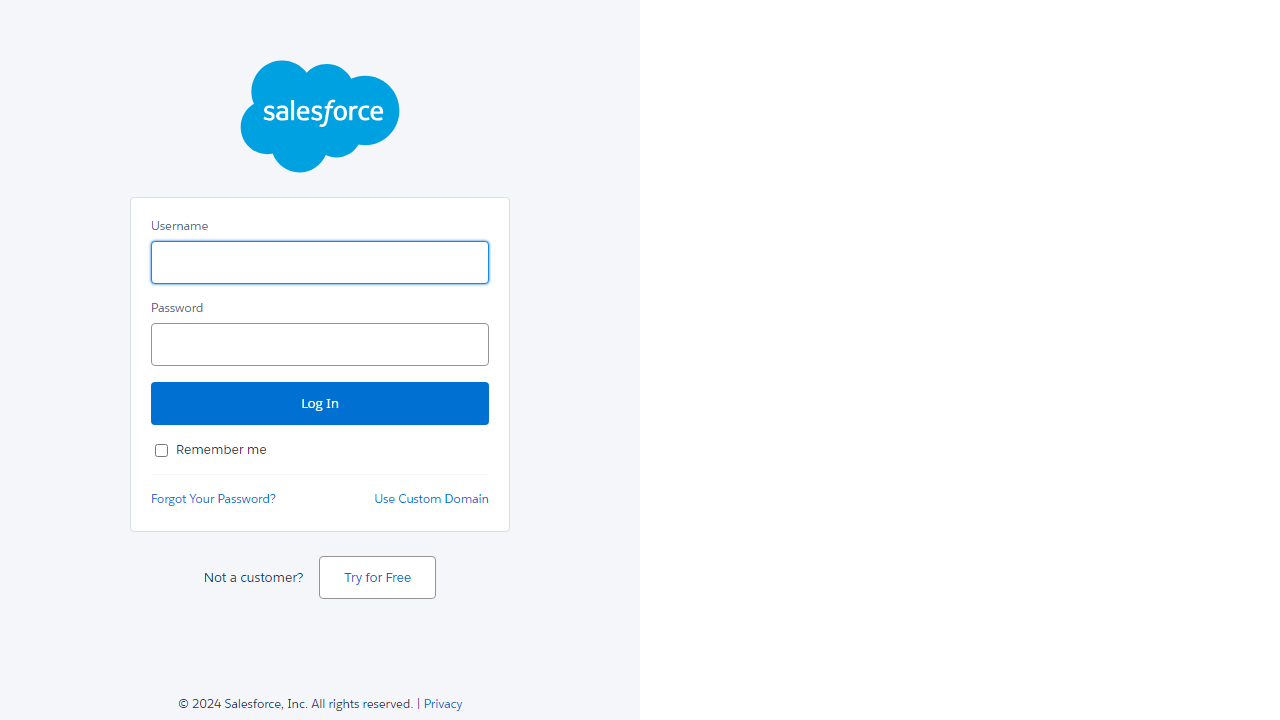 salesforce
Username
Password
Log In
Remember me
Forgot Your Password? Use Custom Domain
Not a customer? Try for Free
© 2024 Salesforce, Inc. All rights reserved. | Privacy